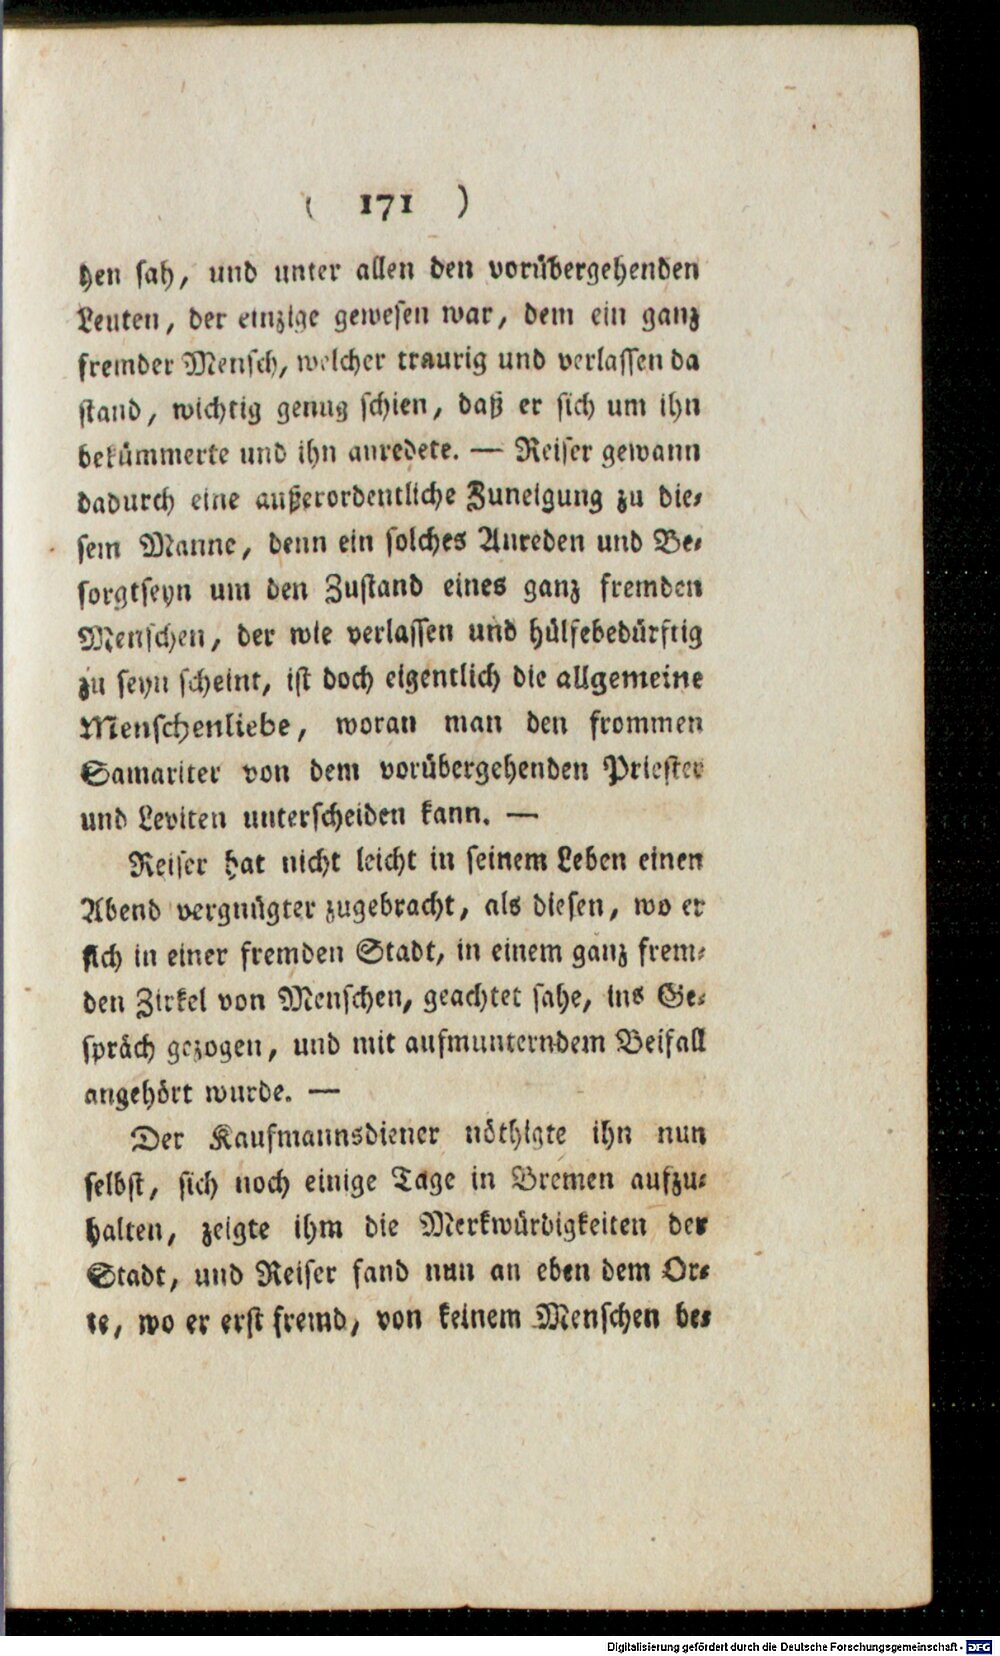 ( 171 )
hen sah, und unter allen den vorübergehenden
Leuten, der einzige gewesen war, dem ein ganz
fremder Mensch, welcher traurig und verlassen da
stand, wichtig genug schien, daß er sich um ihn
bekümmerte und ihn anredete. — Reiser gewann
dadurch eine außerordentliche Zuneigung zu die-
sem Manne, denn ein solches Anreden und Be-
sorgtseyn um den Zustand eines ganz fremden
Menschen, der wie verlassen und hülfebedürftig
zu seyn scheint, ist doch eigentlich die allgemeine
Menschenliebe, woran man den frommen
Samariter von dem vorübergehenden Priester
und Leviten unterscheiden kann. —
Reiser hat nicht leicht in seinem Leben einen
Abend vergnügter zugebracht, als diesen, wo er
sich in einer fremden Stadt, in einem ganz frem-
den Zirkel von Menschen, geachtet sahe, ins Ge-
spräch gezogen, und mit aufmunterndem Beifall
angehört wurde. —
Der Kaufmannsdiener nöthigte ihn nun
selbst, sich noch einige Tage in Bremen aufzu-
halten, zeigte ihm die Merkwürdigkeiten der
Stadt, und Reiser fand nun an eben dem Or-
te, wo er erst fremd, von keinem Menschen be-
Digitalisierung gefördert durch die Deutsche Forschungsgemeinschaft - DFG